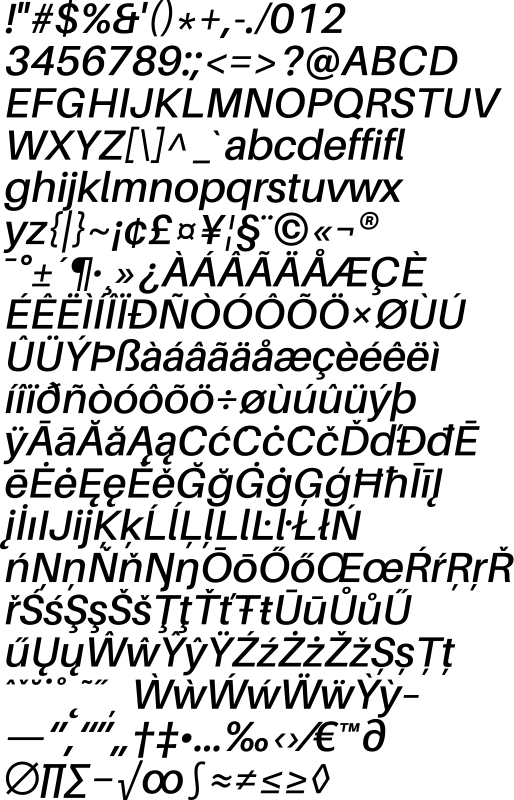 !"#$%&'()*+,-./012
3456789:;<=>?@ABCD
EFGHIJKLMNOPQRSTUV
WXYZ[\]^_`abcdeffifl
ghijklmnopqrstuvwx
yz{|}~¡¢£¤¥¦§¨©«¬®
¯°±´¶·¸»¿ÀÁÂÃÄÅÆÇÈ
ÉÊËÌÍÎÏÐÑÒÓÔÕÖ×ØÙÚ
ÛÜÝÞßàáâãäåæçèéêëì
íîïðñòóôõö÷øùúûüýþ
ÿĀāĂăĄąĆćĊċČčĎďĐđĒ
ēĖėĘęĚěĞğĠġĢģĦħĪīĮ
įİıIJijĶķĹĺĻļĽľĿŀŁłŃ
ńŅņŇňŊŋŌōŐőŒœŔŕŖŗŘ
řŚśŞşŠšŢţŤťŦŧŪūŮůŰ
űŲųŴŵŶŷŸŹźŻżŽžȘșȚț
ˆˇ˘˙˚˛˜˝̦̒ẀẁẂẃẄẅỲỳ–
—‘’‚“”„†‡•…‰‹›⁄€™∂
∅∏∑−√∞∫≈≠≤≥◊